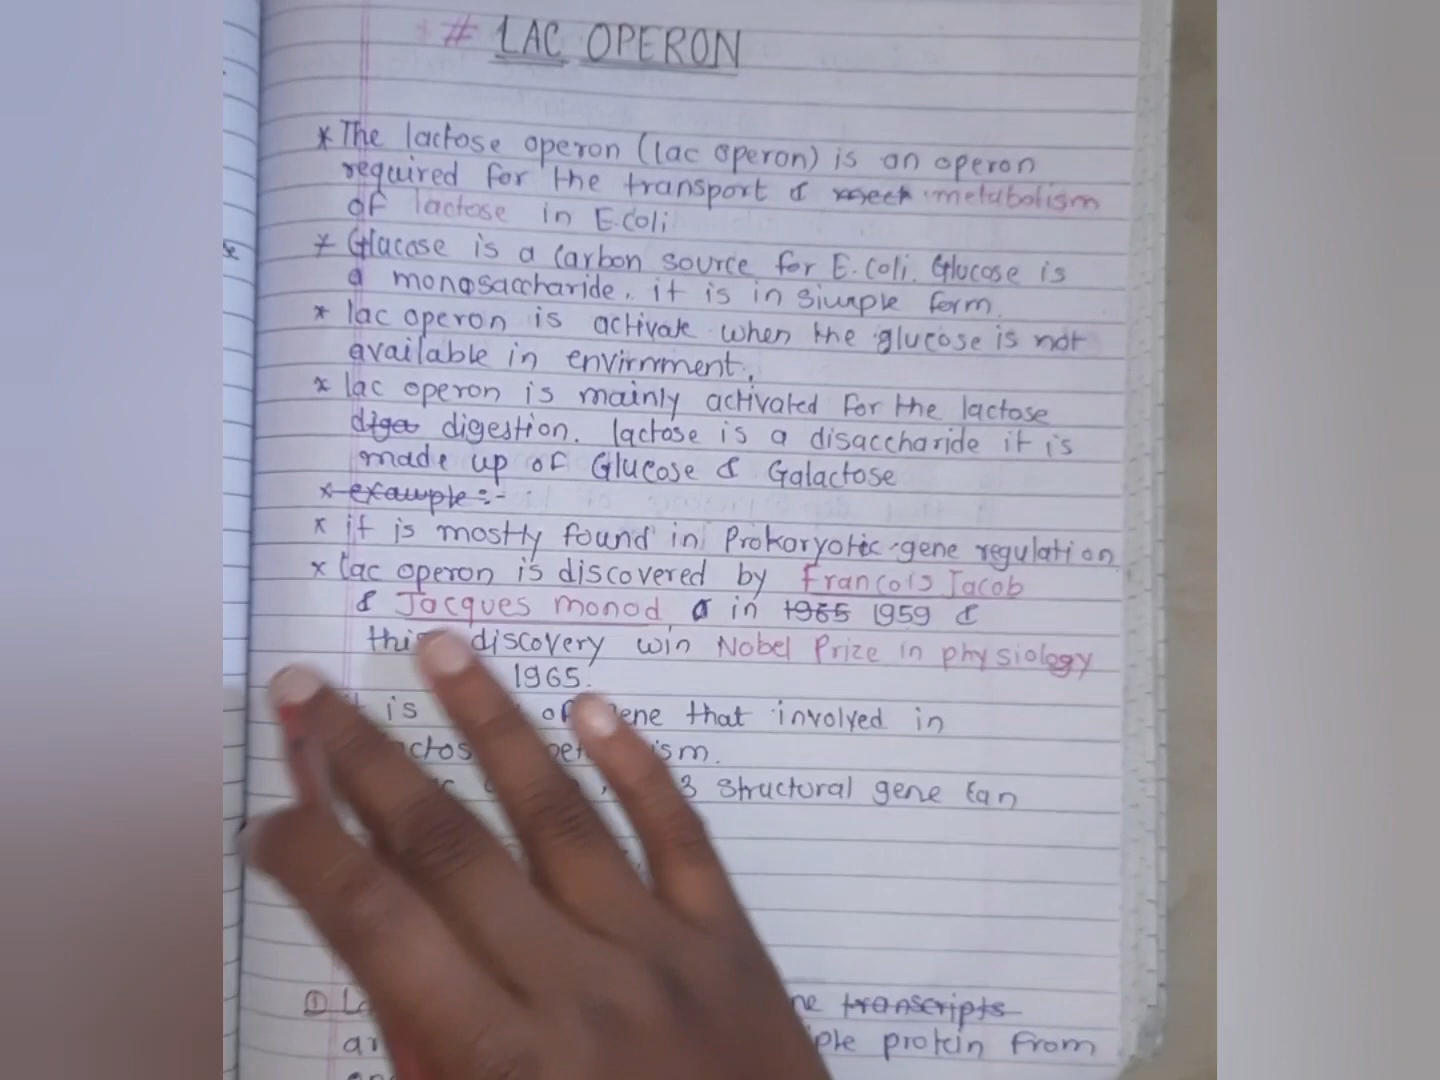 # LAC OPERON
* The lactose operon (lac operon) is an operon
required for the transport & metabolism
of lactose in E.coli
* Glucose is a Carbon source for E.coli. Glucose is
a monosaccharide. it is in simple form.
* lac operon is activate when the glucose is not
available in envirnment.
* lac operon is mainly activated for the lactose
diga digestion. lactose is a disaccharide it is
made up of Glucose & Galactose
* example :-
* it is mostly found in Prokaryotic gene regulation
* lac operon is discovered by Francois Jacob
& Jacques monod in 1965 1959 &
this discovery win Nobel Prize in physiology
1965.
is of gene that involved in
ism.
3 Structural gene can
① transcripts
protein from